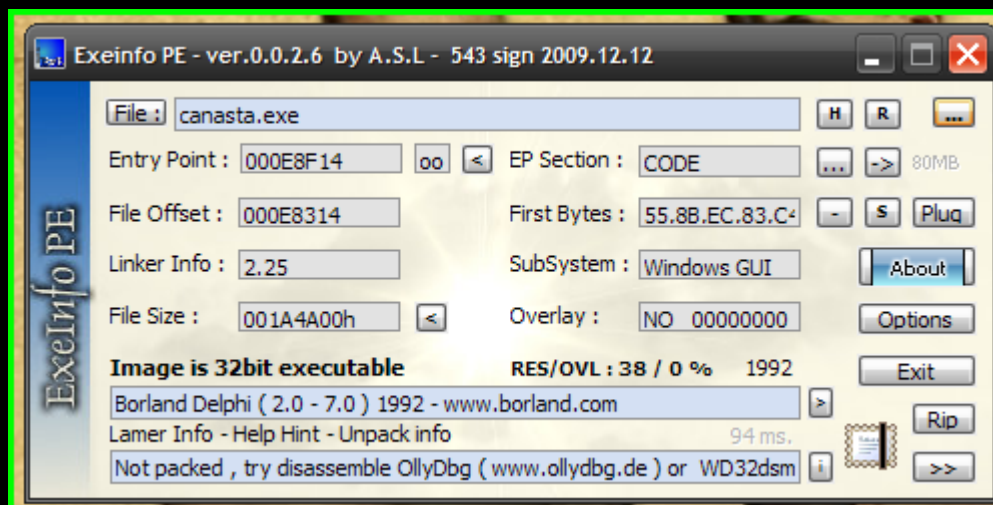 Exeinfo PE - ver.0.0.2.6 by A.S.L - 543 sign 2009.12.12
File : canasta.exe H R ...
Entry Point : 000E8F14 oo < EP Section : CODE ... -> 80MB
File Offset : 000E8314 First Bytes : 55.8B.EC.83.C4 - S Plug
Linker Info : 2.25 SubSystem : Windows GUI About
File Size : 001A4A00h < Overlay : NO 00000000 Options
Image is 32bit executable RES/OVL : 38 / 0 % 1992 Exit
Borland Delphi ( 2.0 - 7.0 ) 1992 - www.borland.com >
Lamer Info - Help Hint - Unpack info 94 ms. Rip
Not packed , try disassemble OllyDbg ( www.ollydbg.de ) or WD32dsm i >>
ExeInfo PE